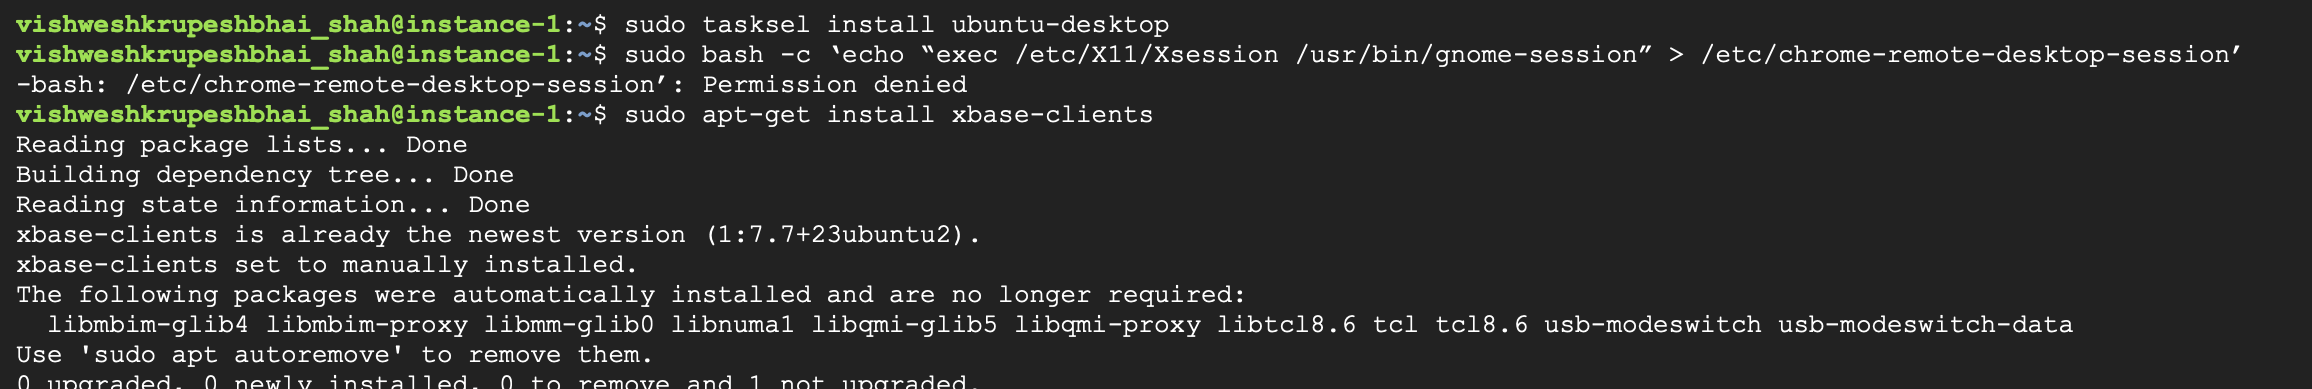 vishweshkrupeshbhai_shah@instance-1:~$ sudo tasksel install ubuntu-desktop
vishweshkrupeshbhai_shah@instance-1:~$ sudo bash -c ‘echo “exec /etc/X11/Xsession /usr/bin/gnome-session” > /etc/chrome-remote-desktop-session’
-bash: /etc/chrome-remote-desktop-session’: Permission denied
vishweshkrupeshbhai_shah@instance-1:~$ sudo apt-get install xbase-clients
Reading package lists... Done
Building dependency tree... Done
Reading state information... Done
xbase-clients is already the newest version (1:7.7+23ubuntu2).
xbase-clients set to manually installed.
The following packages were automatically installed and are no longer required:
  libmbim-glib4 libmbim-proxy libmm-glib0 libnuma1 libqmi-glib5 libqmi-proxy libtcl8.6 tcl tcl8.6 usb-modeswitch usb-modeswitch-data
Use 'sudo apt autoremove' to remove them.
0 upgraded, 0 newly installed, 0 to remove and 1 not upgraded.